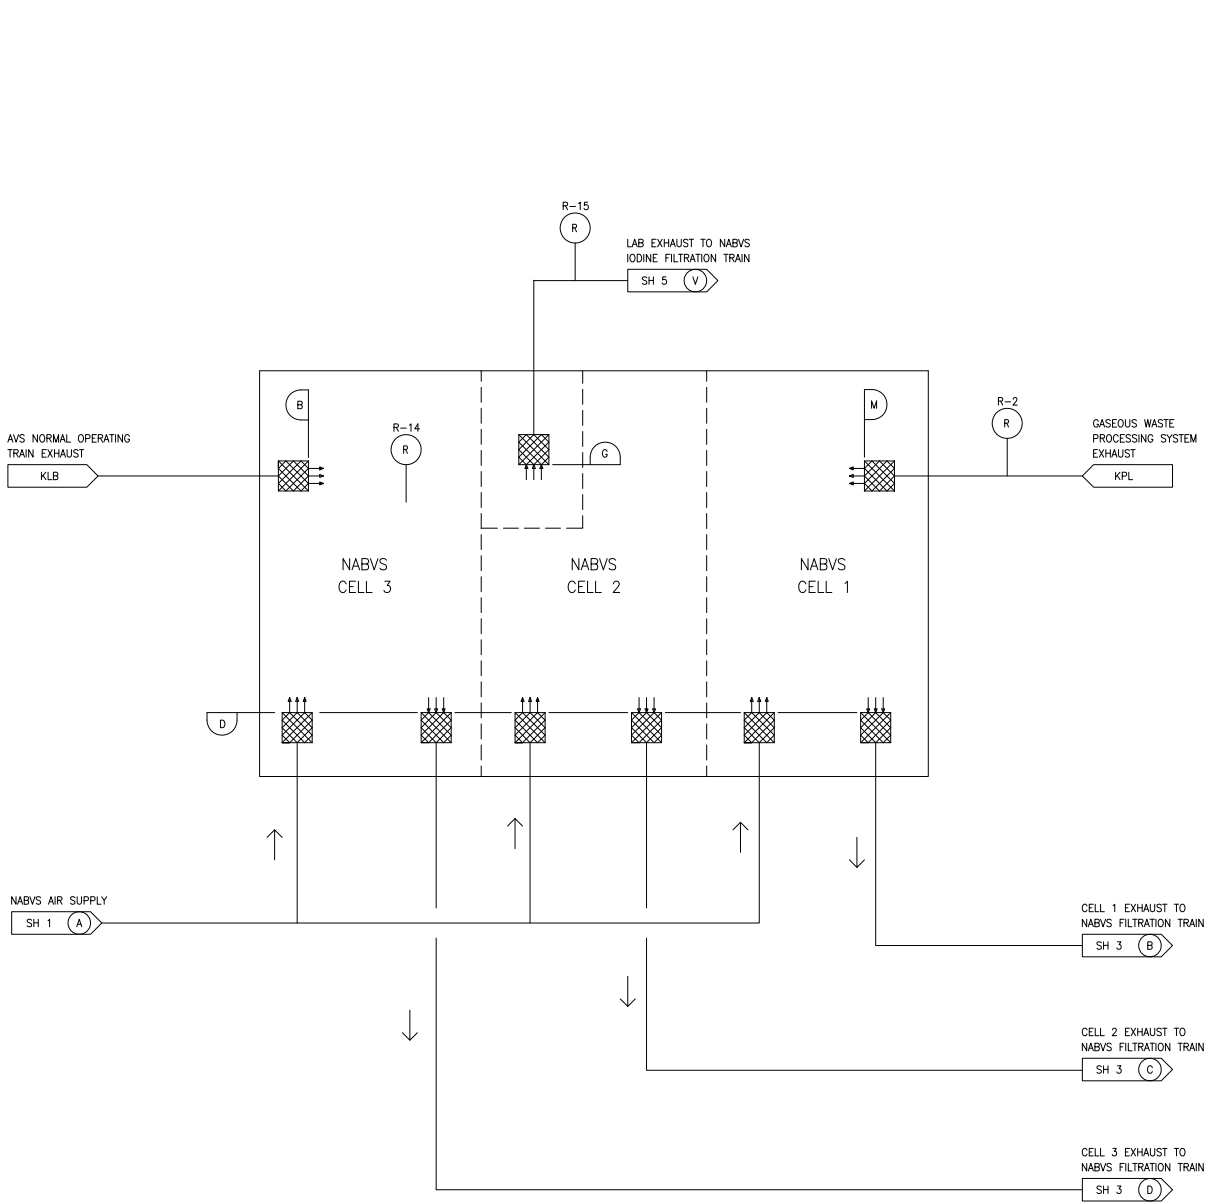 R-15
R
LAB EXHAUST TO NABVS
IODINE FILTRATION TRAIN
SH 5 V
B
M
R-2
R
R-14
R
G
AVS NORMAL OPERATING
TRAIN EXHAUST
KLB
GASEOUS WASTE
PROCESSING SYSTEM
EXHAUST
KPL
NABVS
CELL 3
NABVS
CELL 2
NABVS
CELL 1
D
NABVS AIR SUPPLY
SH 1 A
CELL 1 EXHAUST TO
NABVS FILTRATION TRAIN
SH 3 B
CELL 2 EXHAUST TO
NABVS FILTRATION TRAIN
SH 3 C
CELL 3 EXHAUST TO
NABVS FILTRATION TRAIN
SH 3 D